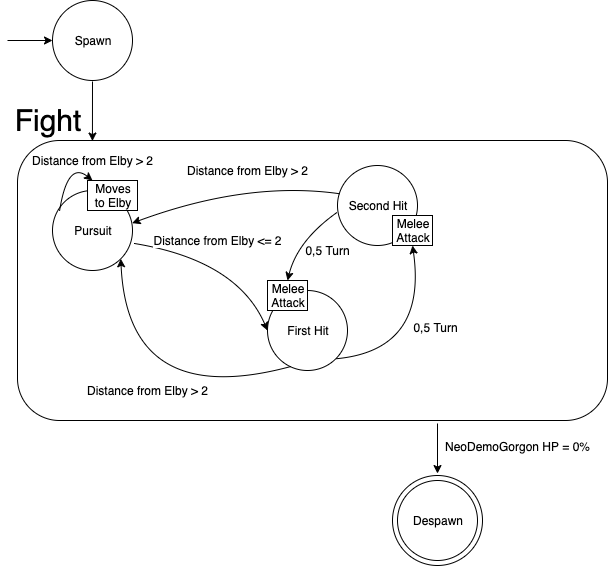 Spawn
Fight
Distance from Elby > 2
Moves
to Elby
Pursuit
Distance from Elby > 2
Second Hit
Melee
Attack
Distance from Elby <= 2
0,5 Turn
Melee
Attack
First Hit
0,5 Turn
Distance from Elby > 2
NeoDemoGorgon HP = 0%
Despawn